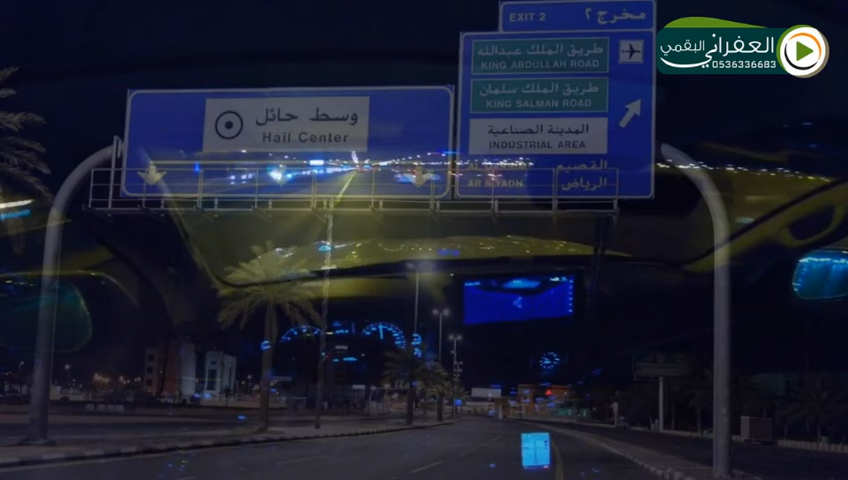 مخرج ٢
EXIT 2
طريق الملك عبدالله
KING ABDULLAH ROAD
طريق الملك سلمان
KING SALMAN ROAD
المدينة الصناعية
INDUSTRIAL AREA
القصيم
الرياض
AR RIYADH
وسط حائل
Hail Center
العفراني البقمي
0536336683